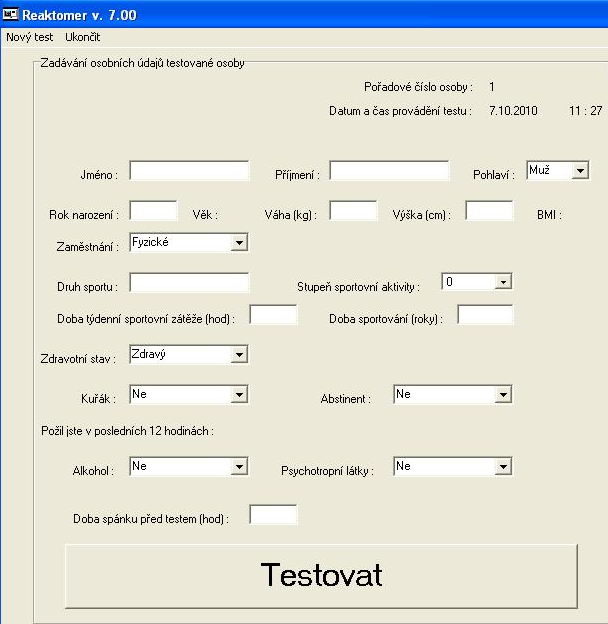 Reaktomer v. 7.00
Nový test Ukončit
Zadávání osobních údajů testované osoby
Pořadové číslo osoby : 1
Datum a čas provádění testu : 7.10.2010 11 : 27
Jméno : Příjmení : Pohlaví : Muž
Rok narození : Věk : Váha (kg) : Výška (cm) : BMI :
Zaměstnání : Fyzické
Druh sportu : Stupeň sportovní aktivity : 0
Doba týdenní sportovní zátěže (hod) : Doba sportování (roky) :
Zdravotní stav : Zdravý
Kuřák : Ne Abstinent : Ne
Požil jste v posledních 12 hodinách :
Alkohol : Ne Psychotropní látky : Ne
Doba spánku před testem (hod) :
Testovat